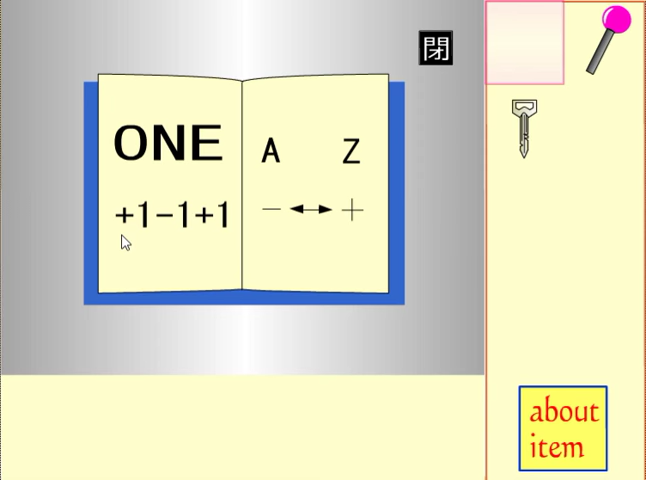 閉
ONE
+1−1+1
A Z
− ↔ +
about
item